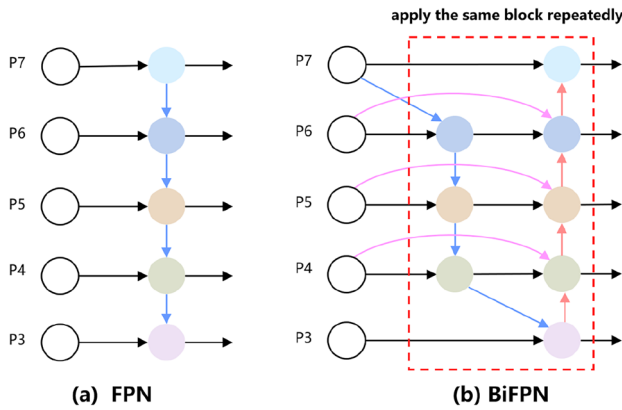 apply the same block repeatedly
P7
P6
P5
P4
P3
P7
P6
P5
P4
P3
(a) FPN
(b) BiFPN